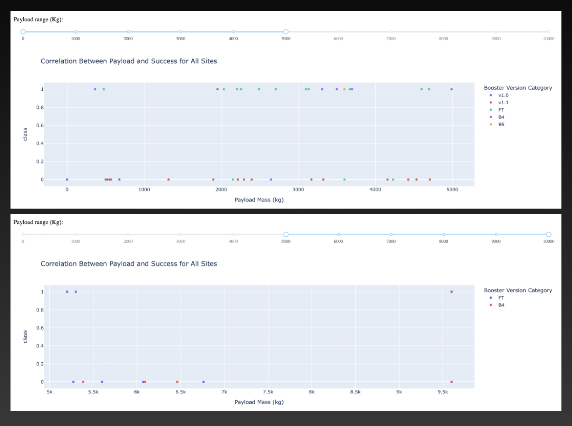 Payload range (Kg):
0 1000 2000 3000 4000 5000 6000 7000 8000 9000 10000
Correlation Between Payload and Success for All Sites
Booster Version Category
v1.0
v1.1
FT
B4
B5
1
0.8
0.6
0.4
0.2
0
class
0 1000 2000 3000 4000 5000
Payload Mass (kg)
Payload range (Kg):
0 1000 2000 3000 4000 5000 6000 7000 8000 9000 10000
Correlation Between Payload and Success for All Sites
Booster Version Category
FT
B4
1
0.8
0.6
0.4
0.2
0
class
5k 5.5k 6k 6.5k 7k 7.5k 8k 8.5k 9k 9.5k
Payload Mass (kg)